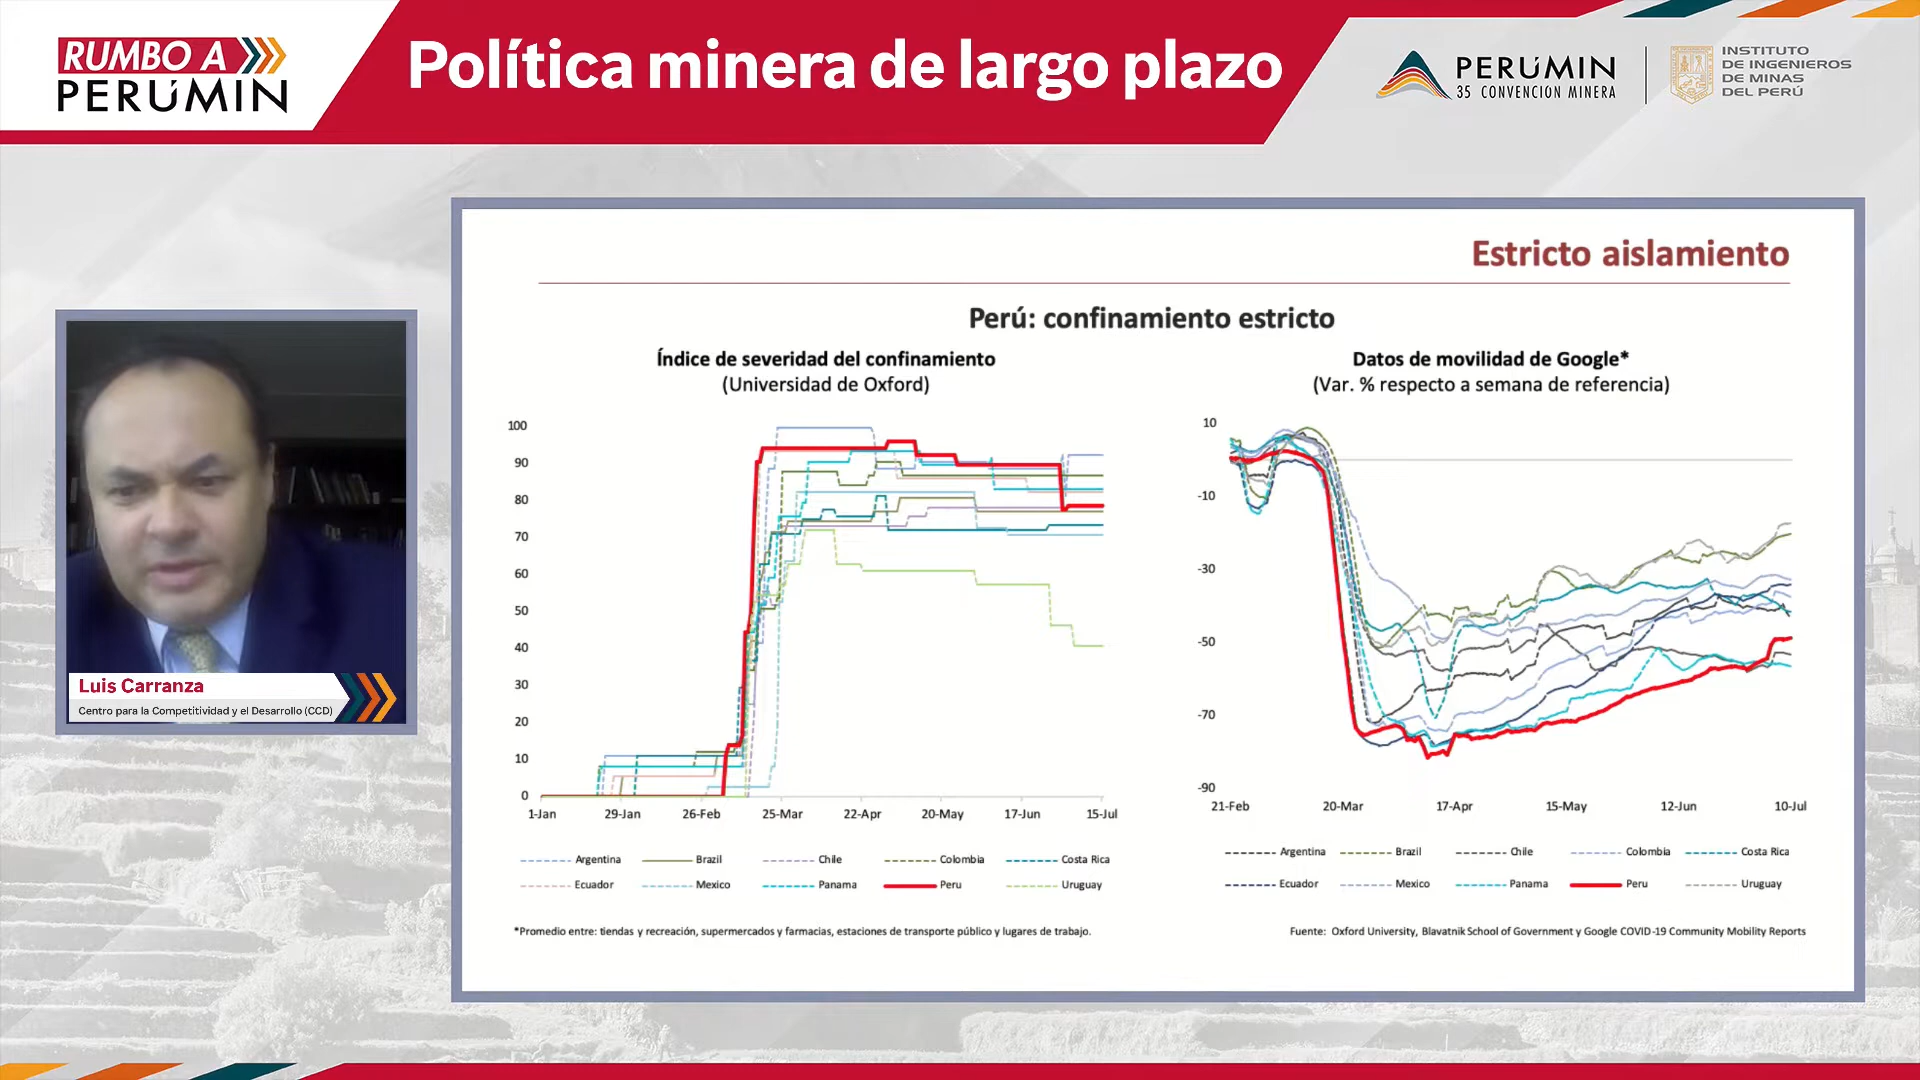 RUMBO A
PERÚMIN
Política minera de largo plazo
PERÚMIN
35 CONVENCIÓN MINERA
INSTITUTO
DE INGENIEROS
DE MINAS
DEL PERÚ
Estricto aislamiento
Perú: confinamiento estricto
Índice de severidad del confinamiento
(Universidad de Oxford)
100
90
80
70
60
50
40
30
20
10
0
1-Jan 29-Jan 26-Feb 25-Mar 22-Apr 20-May 17-Jun 15-Jul
Argentina Brazil Chile Colombia Costa Rica
Ecuador Mexico Panama Peru Uruguay
*Promedio entre: tiendas y recreación, supermercados y farmacias, estaciones de transporte público y lugares de trabajo.
Datos de movilidad de Google*
(Var. % respecto a semana de referencia)
10
-10
-30
-50
-70
-90
21-Feb 20-Mar 17-Apr 15-May 12-Jun 10-Jul
Argentina Brazil Chile Colombia Costa Rica
Ecuador Mexico Panama Peru Uruguay
Fuente: Oxford University, Blavatnik School of Government y Google COVID-19 Community Mobility Reports
Luis Carranza
Centro para la Competitividad y el Desarrollo (CCD)